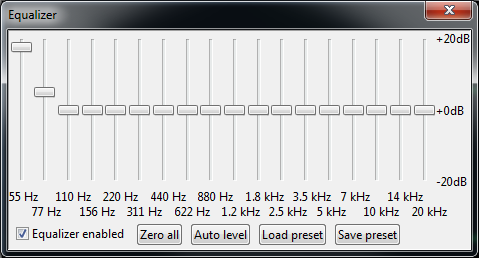 Equalizer
+20dB
+0dB
-20dB
55 Hz 110 Hz 220 Hz 440 Hz 880 Hz 1.8 kHz 3.5 kHz 7 kHz 14 kHz
77 Hz 156 Hz 311 Hz 622 Hz 1.2 kHz 2.5 kHz 5 kHz 10 kHz 20 kHz
Equalizer enabled Zero all Auto level Load preset Save preset